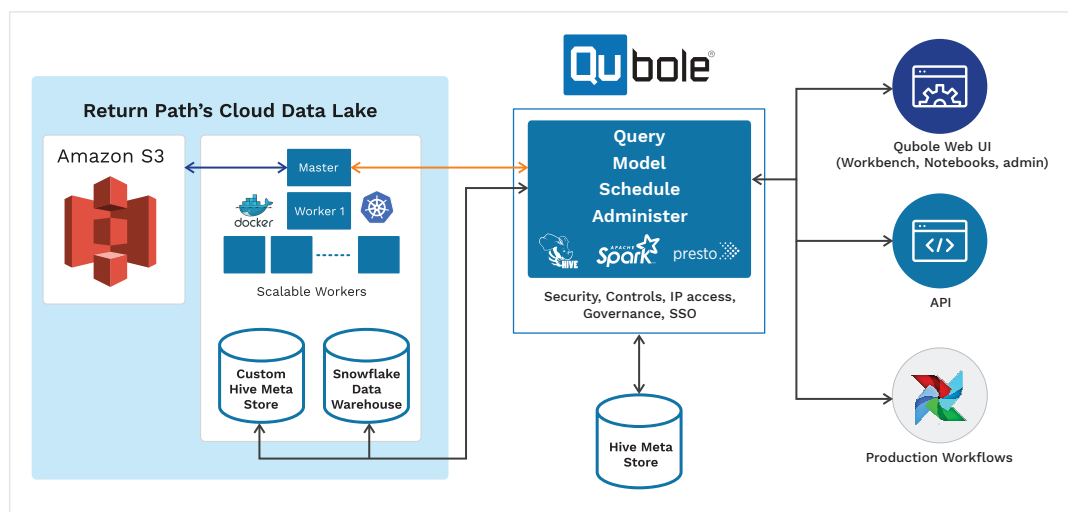 Qubole®
Return Path's Cloud Data Lake
Amazon S3
Master
docker
Worker 1
Scalable Workers
Custom
Hive Meta
Store
Snowflake
Data
Warehouse
Query
Model
Schedule
Administer
HIVE
APACHE
Spark
presto
Security, Controls, IP access,
Governance, SSO
Hive Meta
Store
Qubole Web UI
(Workbench, Notebooks, admin)
</>
API
Production Workflows